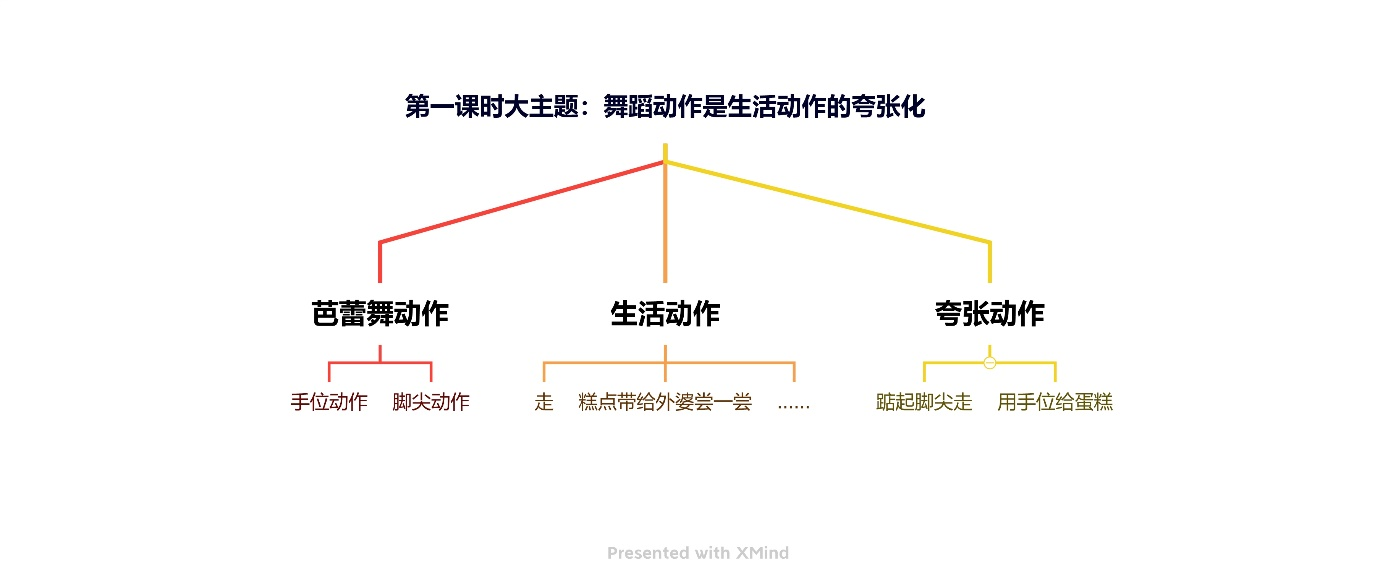 第一课时大主题：舞蹈动作是生活动作的夸张化
芭蕾舞动作 生活动作 夸张动作
手位动作 脚尖动作 走 糕点带给外婆尝一尝 …… 踮起脚尖走 用手位给蛋糕
Presented with XMind